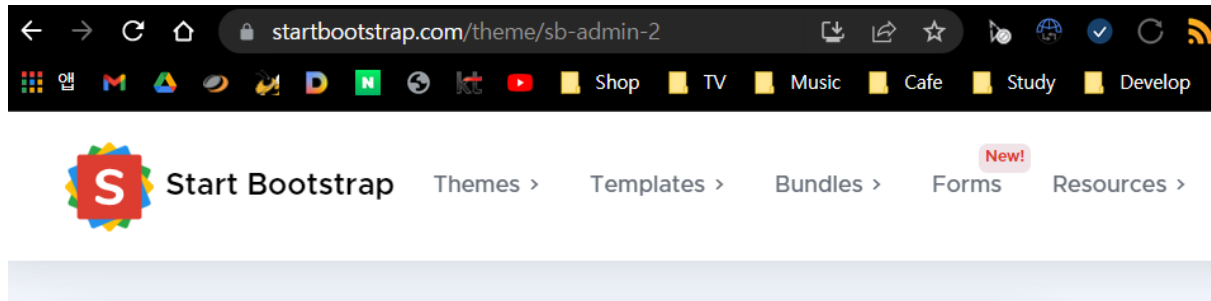 startbootstrap.com/theme/sb-admin-2
앱 M D N kt Shop TV Music Cafe Study Develop
New!
S Start Bootstrap Themes > Templates > Bundles > Forms Resources >